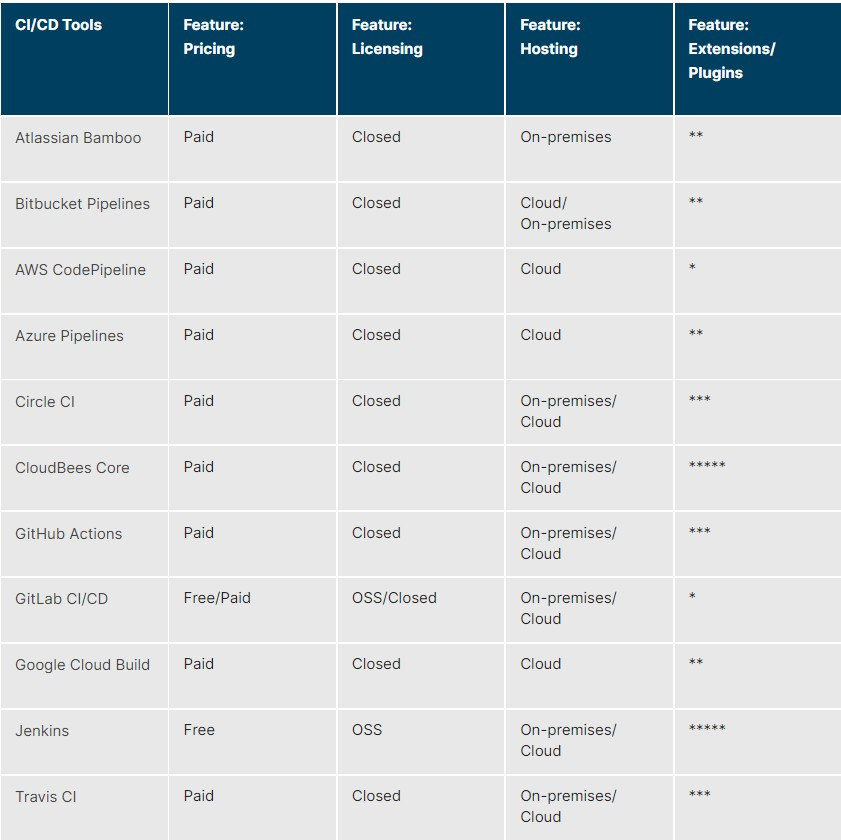 CI/CD Tools
Feature:
Pricing
Feature:
Licensing
Feature:
Hosting
Feature:
Extensions/
Plugins
Atlassian Bamboo
Paid
Closed
On-premises
**
Bitbucket Pipelines
Paid
Closed
Cloud/
On-premises
**
AWS CodePipeline
Paid
Closed
Cloud
*
Azure Pipelines
Paid
Closed
Cloud
**
Circle CI
Paid
Closed
On-premises/
Cloud
***
CloudBees Core
Paid
Closed
On-premises/
Cloud
*****
GitHub Actions
Paid
Closed
On-premises/
Cloud
***
GitLab CI/CD
Free/Paid
OSS/Closed
On-premises/
Cloud
*
Google Cloud Build
Paid
Closed
Cloud
**
Jenkins
Free
OSS
On-premises/
Cloud
*****
Travis CI
Paid
Closed
On-premises/
Cloud
***